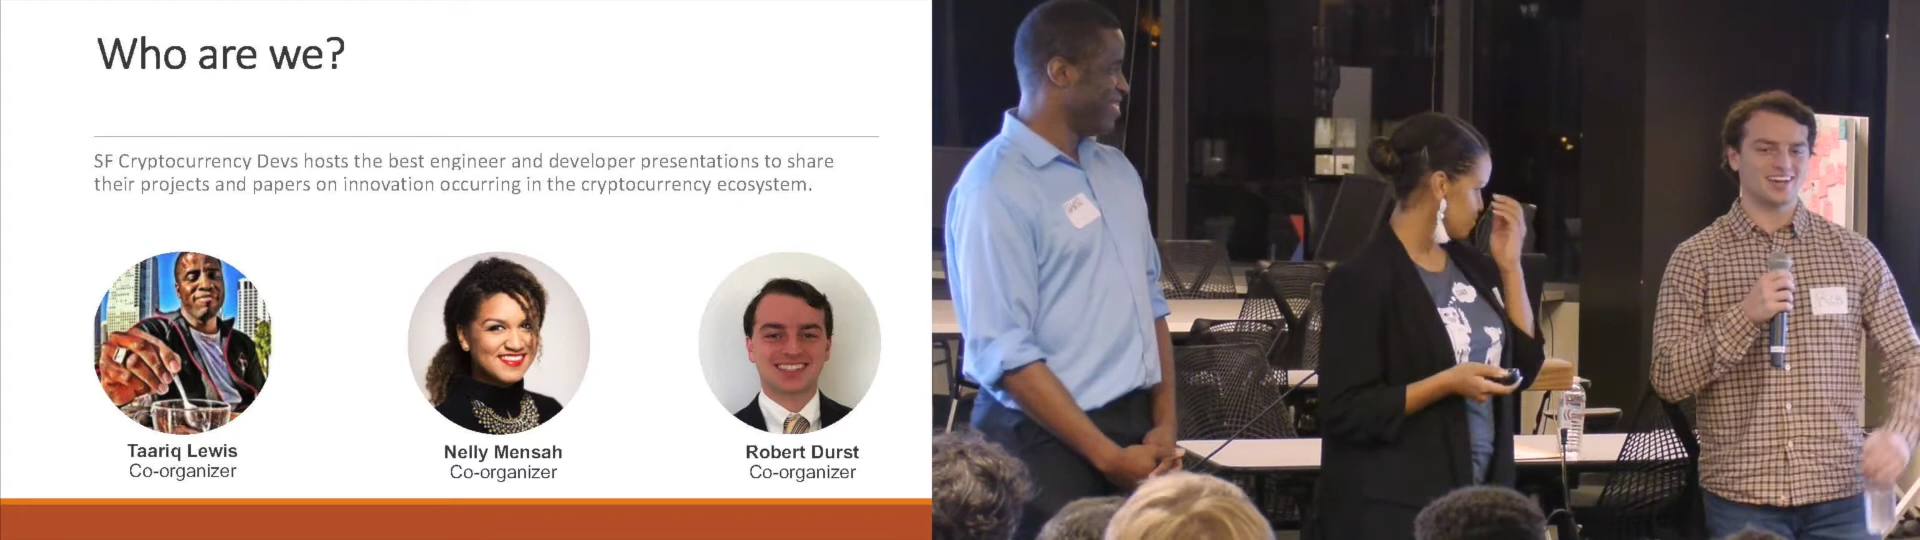 Who are we?
SF Cryptocurrency Devs hosts the best engineer and developer presentations to share
their projects and papers on innovation occurring in the cryptocurrency ecosystem.
Taariq Lewis
Co-organizer
Nelly Mensah
Co-organizer
Robert Durst
Co-organizer